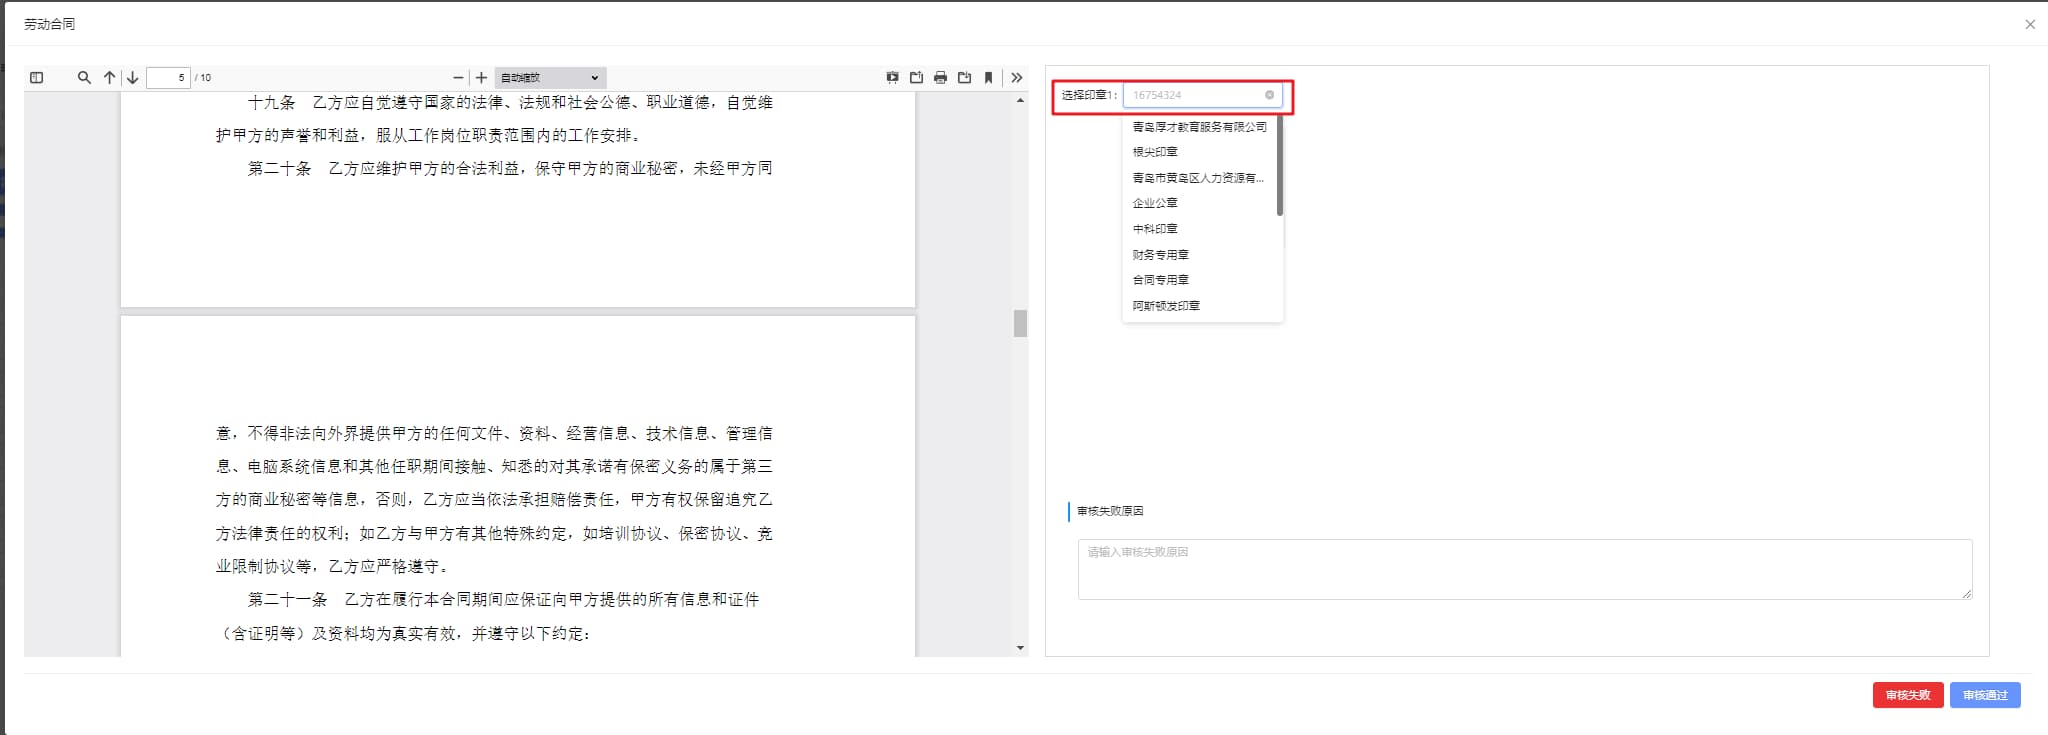 劳动合同
5 / 10
自动缩放
十九条 乙方应自觉遵守国家的法律、法规和社会公德、职业道德，自觉维
护甲方的声誉和利益，服从工作岗位职责范围内的工作安排。
第二十条 乙方应维护甲方的合法利益，保守甲方的商业秘密，未经甲方同
意，不得非法向外界提供甲方的任何文件、资料、经营信息、技术信息、管理信
息、电脑系统信息和其他任职期间接触、知悉的对其承诺有保密义务的属于第三
方的商业秘密等信息，否则，乙方应当依法承担赔偿责任，甲方有权保留追究乙
方法律责任的权利；如乙方与甲方有其他特殊约定，如培训协议、保密协议、竞
业限制协议等，乙方应严格遵守。
第二十一条 乙方在履行本合同期间应保证向甲方提供的所有信息和证件
（含证明等）及资料均为真实有效，并遵守以下约定：
选择印章1： 16754324
青岛厚才教育服务有限公司
根尖印章
青岛市黄岛区人力资源有...
企业公章
中科印章
财务专用章
合同专用章
阿斯顿发印章
审核失败原因
请输入审核失败原因
审核失败 审核通过